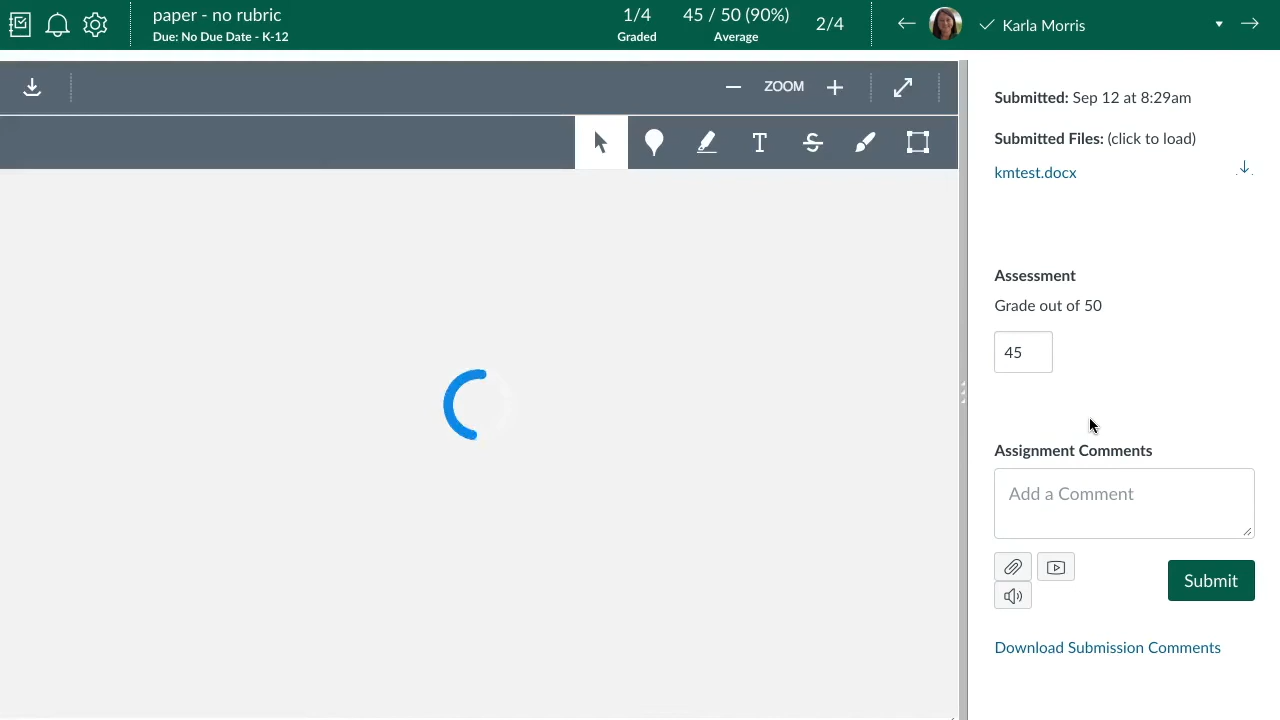 paper - no rubric
Due: No Due Date - K-12
1/4
Graded
45 / 50 (90%)
Average
2/4
Karla Morris
ZOOM
T
S
Submitted: Sep 12 at 8:29am
Submitted Files: (click to load)
kmtest.docx
Assessment
Grade out of 50
45
Assignment Comments
Add a Comment
Submit
Download Submission Comments